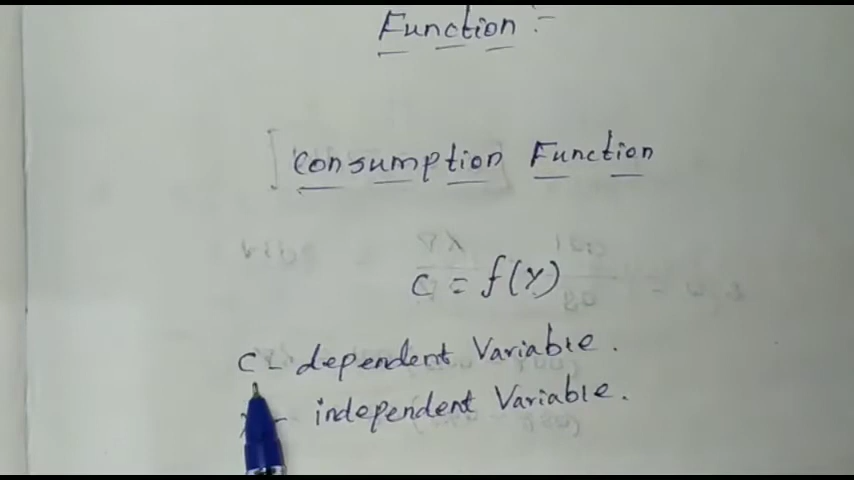 Function :-
Consumption Function
C = f(Y)
C - dependent Variable.
Y - independent Variable.